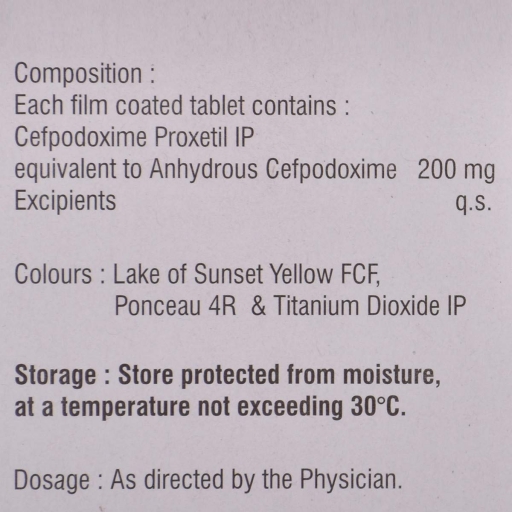 Composition :
Each film coated tablet contains :
Cefpodoxime Proxetil IP
equivalent to Anhydrous Cefpodoxime 200 mg
Excipients q.s.
Colours : Lake of Sunset Yellow FCF,
Ponceau 4R & Titanium Dioxide IP
Storage : Store protected from moisture,
at a temperature not exceeding 30°C.
Dosage : As directed by the Physician.